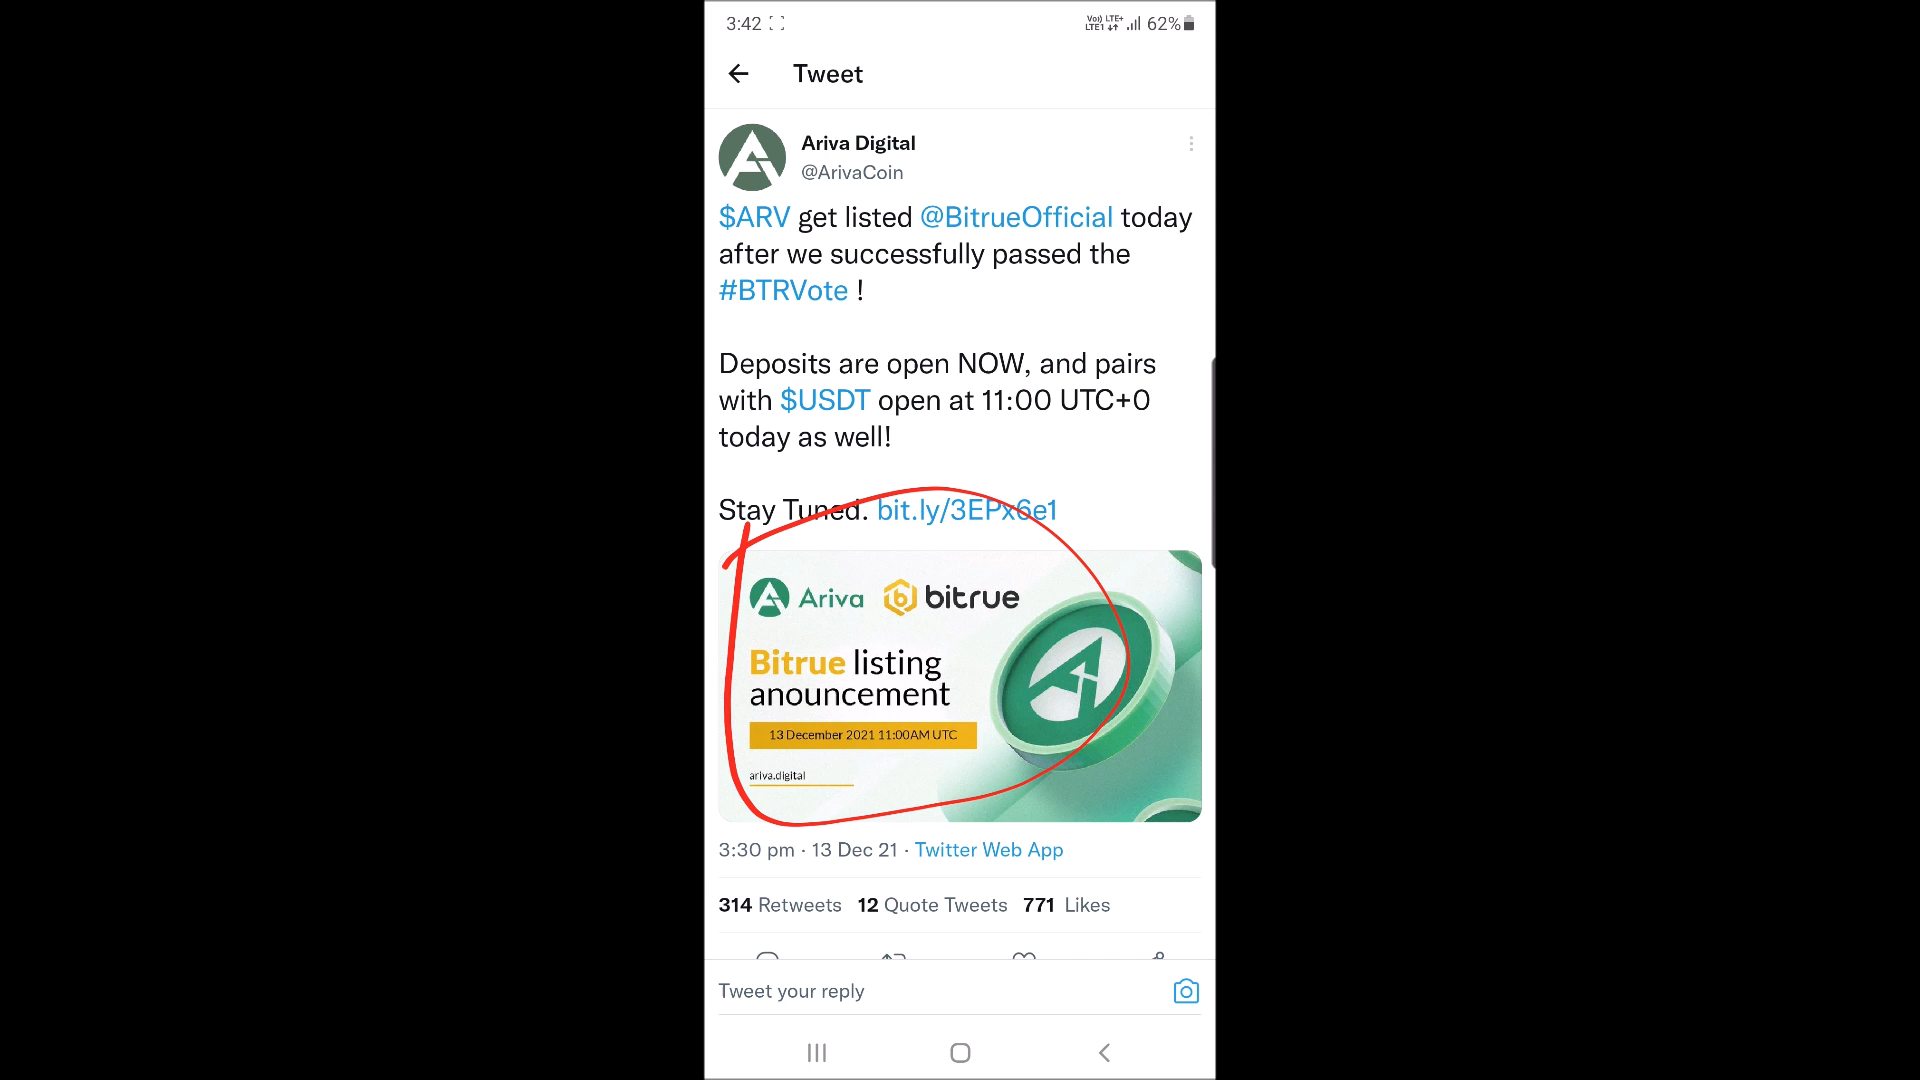 3:42 62%
Vo)) LTE+
LTE1
Tweet
Ariva Digital
@ArivaCoin
$ARV get listed @BitrueOfficial today
after we successfully passed the
#BTRVote !
Deposits are open NOW, and pairs
with $USDT open at 11:00 UTC+0
today as well!
Stay Tuned. bit.ly/3EPx6e1
Ariva bitrue
Bitrue listing
anouncement
13 December 2021 11:00AM UTC
ariva.digital
3:30 pm · 13 Dec 21 · Twitter Web App
314 Retweets 12 Quote Tweets 771 Likes
Tweet your reply